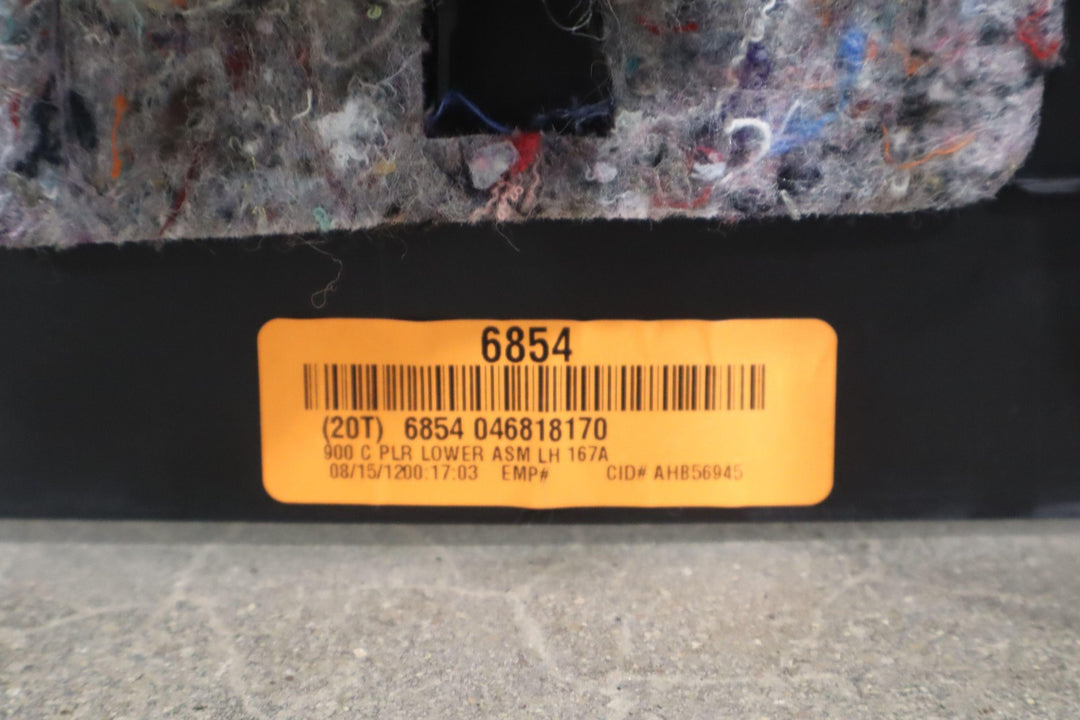 6854
(20T) 6854 046818170
900 C PLR LOWER ASM LH 167A
08/15/1200:17:03 EMP# CID# AHB56945